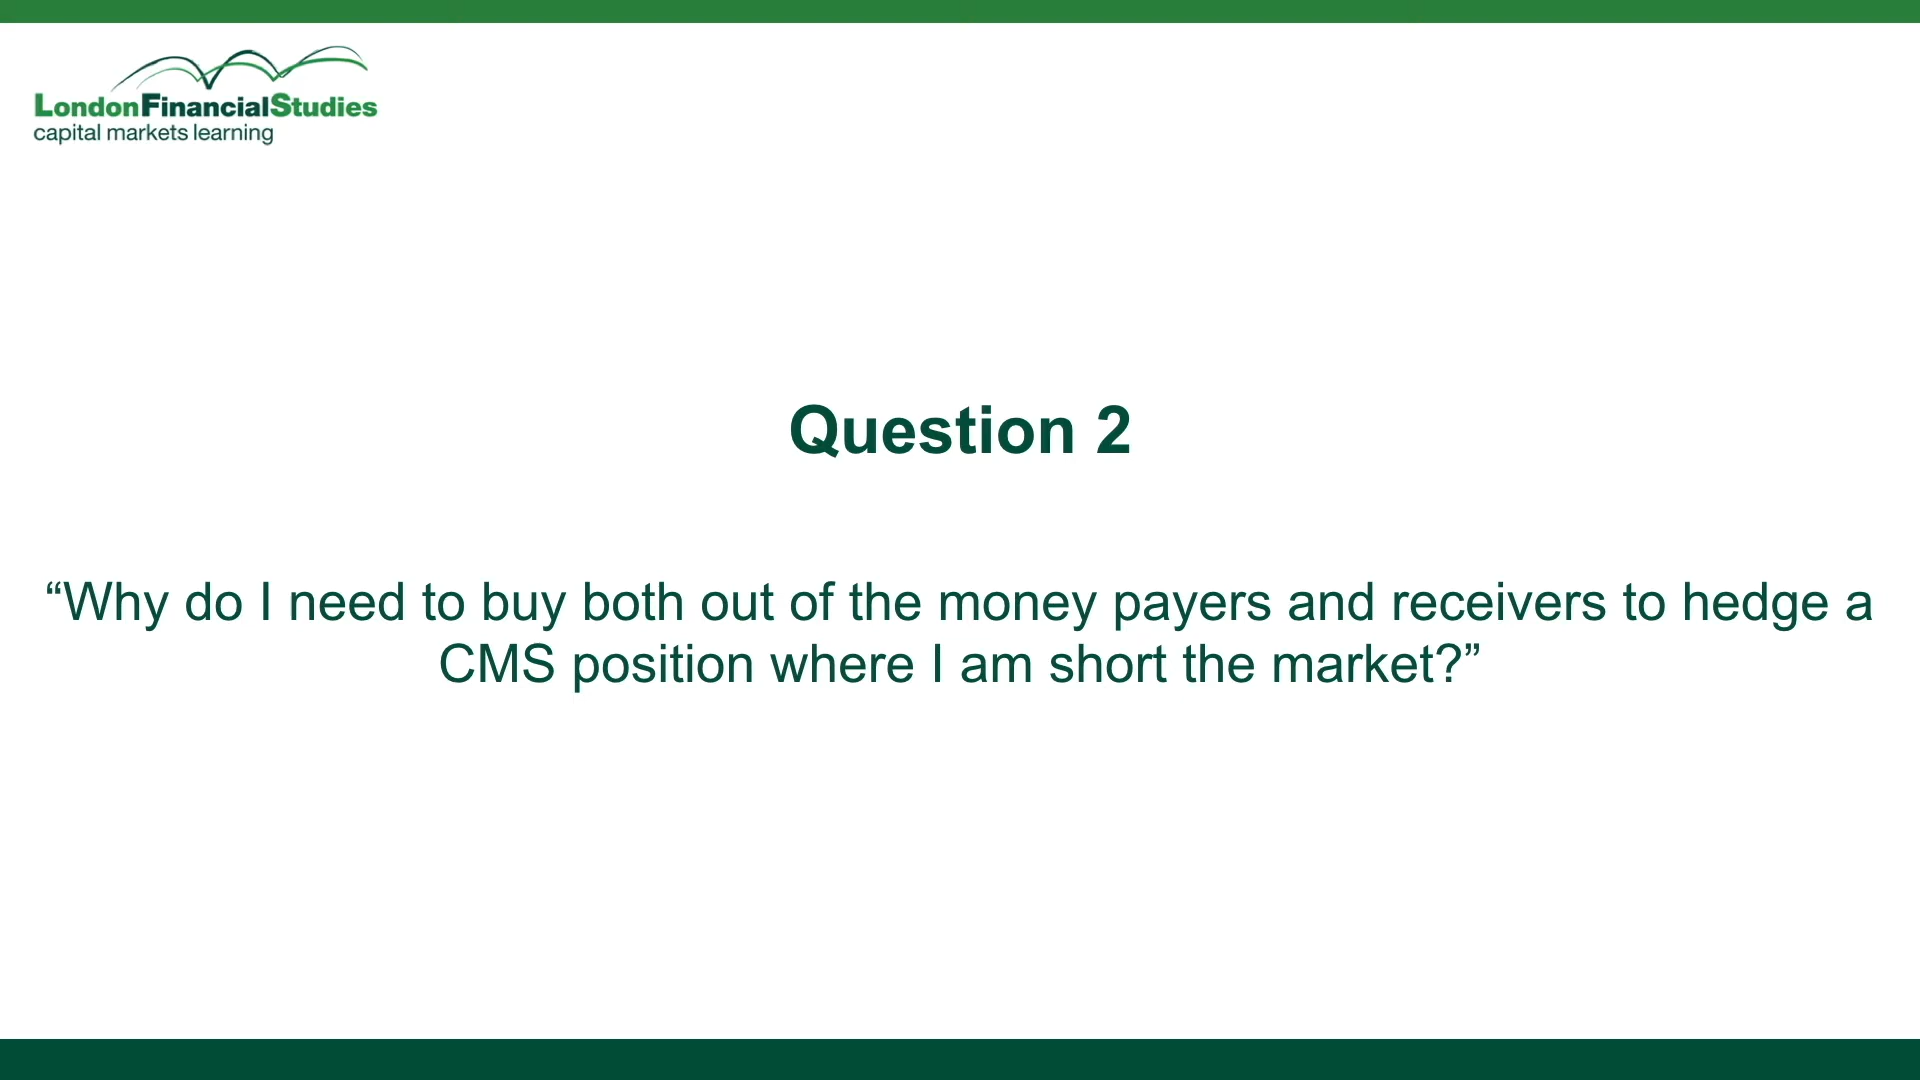 LondonFinancialStudies
capital markets learning
Question 2
“Why do I need to buy both out of the money payers and receivers to hedge a
CMS position where I am short the market?”